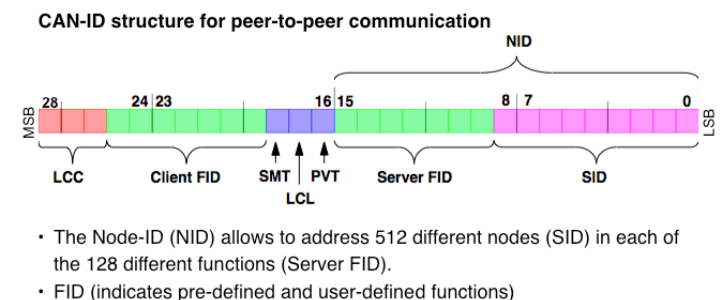 CAN-ID structure for peer-to-peer communication
NID
28 24 23 16 15 8 7 0
MSB
LSB
LCC Client FID SMT PVT Server FID SID
LCL
• The Node-ID (NID) allows to address 512 different nodes (SID) in each of
the 128 different functions (Server FID).
• FID (indicates pre-defined and user-defined functions)